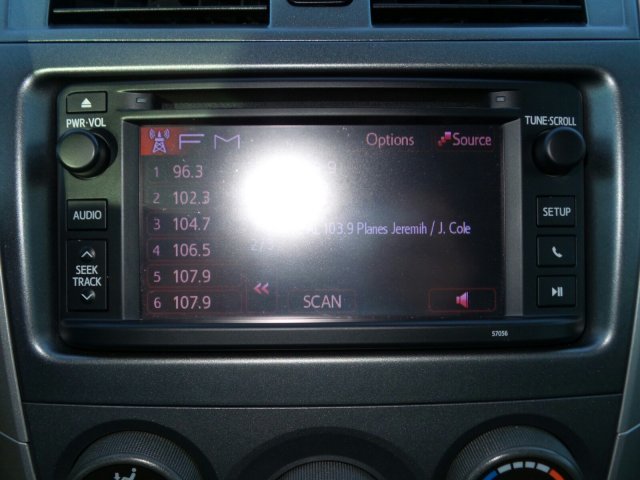 PWR·VOL
TUNE·SCROLL
FM
Options
Source
1 96.3
2 102.3
3 104.7
103.9 Planes Jeremih / J. Cole
4 106.5
5 107.9
6 107.9
SCAN
AUDIO
SEEK
TRACK
SETUP
57056